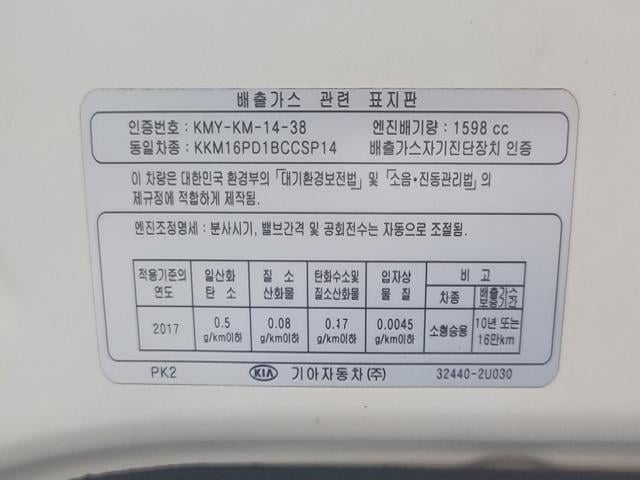 배출가스 관련 표지판
인증번호 : KMY-KM-14-38 엔진배기량 : 1598 cc
동일차종 : KKM16PD1BCCSP14 배출가스자기진단장치 인증
이 차량은 대한민국 환경부의 「대기환경보전법」 및 「소음·진동관리법」의
제규정에 적합하게 제작됨.
엔진조정명세 : 분사시기, 밸브간격 및 공회전수는 자동으로 조절됨.
적용기준의 일산화 질 소 탄화수소및 입자상 비 고
연도 탄 소 산화물 질소산화물 물 질 차종 배출가스
보증기간
2017 0.5 0.08 0.17 0.0045 소형승용 10년 또는
g/km이하 g/km이하 g/km이하 g/km이하 16만km
PK2 KIA 기아자동차(주) 32440-2U030